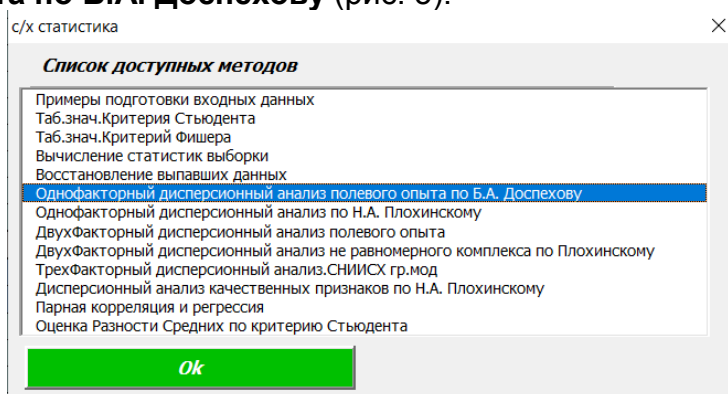 по Б.А. Доспехову (рис.
с/х статистика
Список доступных методов
Примеры подготовки входных данных
Таб.знач.Критерия Стьюдента
Таб.знач.Критерий Фишера
Вычисление статистик выборки
Восстановление выпавших данных
Однофакторный дисперсионный анализ полевого опыта по Б.А. Доспехову
Однофакторный дисперсионный анализ по Н.А. Плохинскому
ДвухФакторный дисперсионный анализ полевого опыта
ДвухФакторный дисперсионный анализ не равномерного комплекса по Плохинскому
ТрехФакторный дисперсионный анализ.СНИИСХ гр.мод
Дисперсионный анализ качественных признаков по Н.А. Плохинскому
Парная корреляция и регрессия
Оценка Разности Средних по критерию Стьюдента
Ok